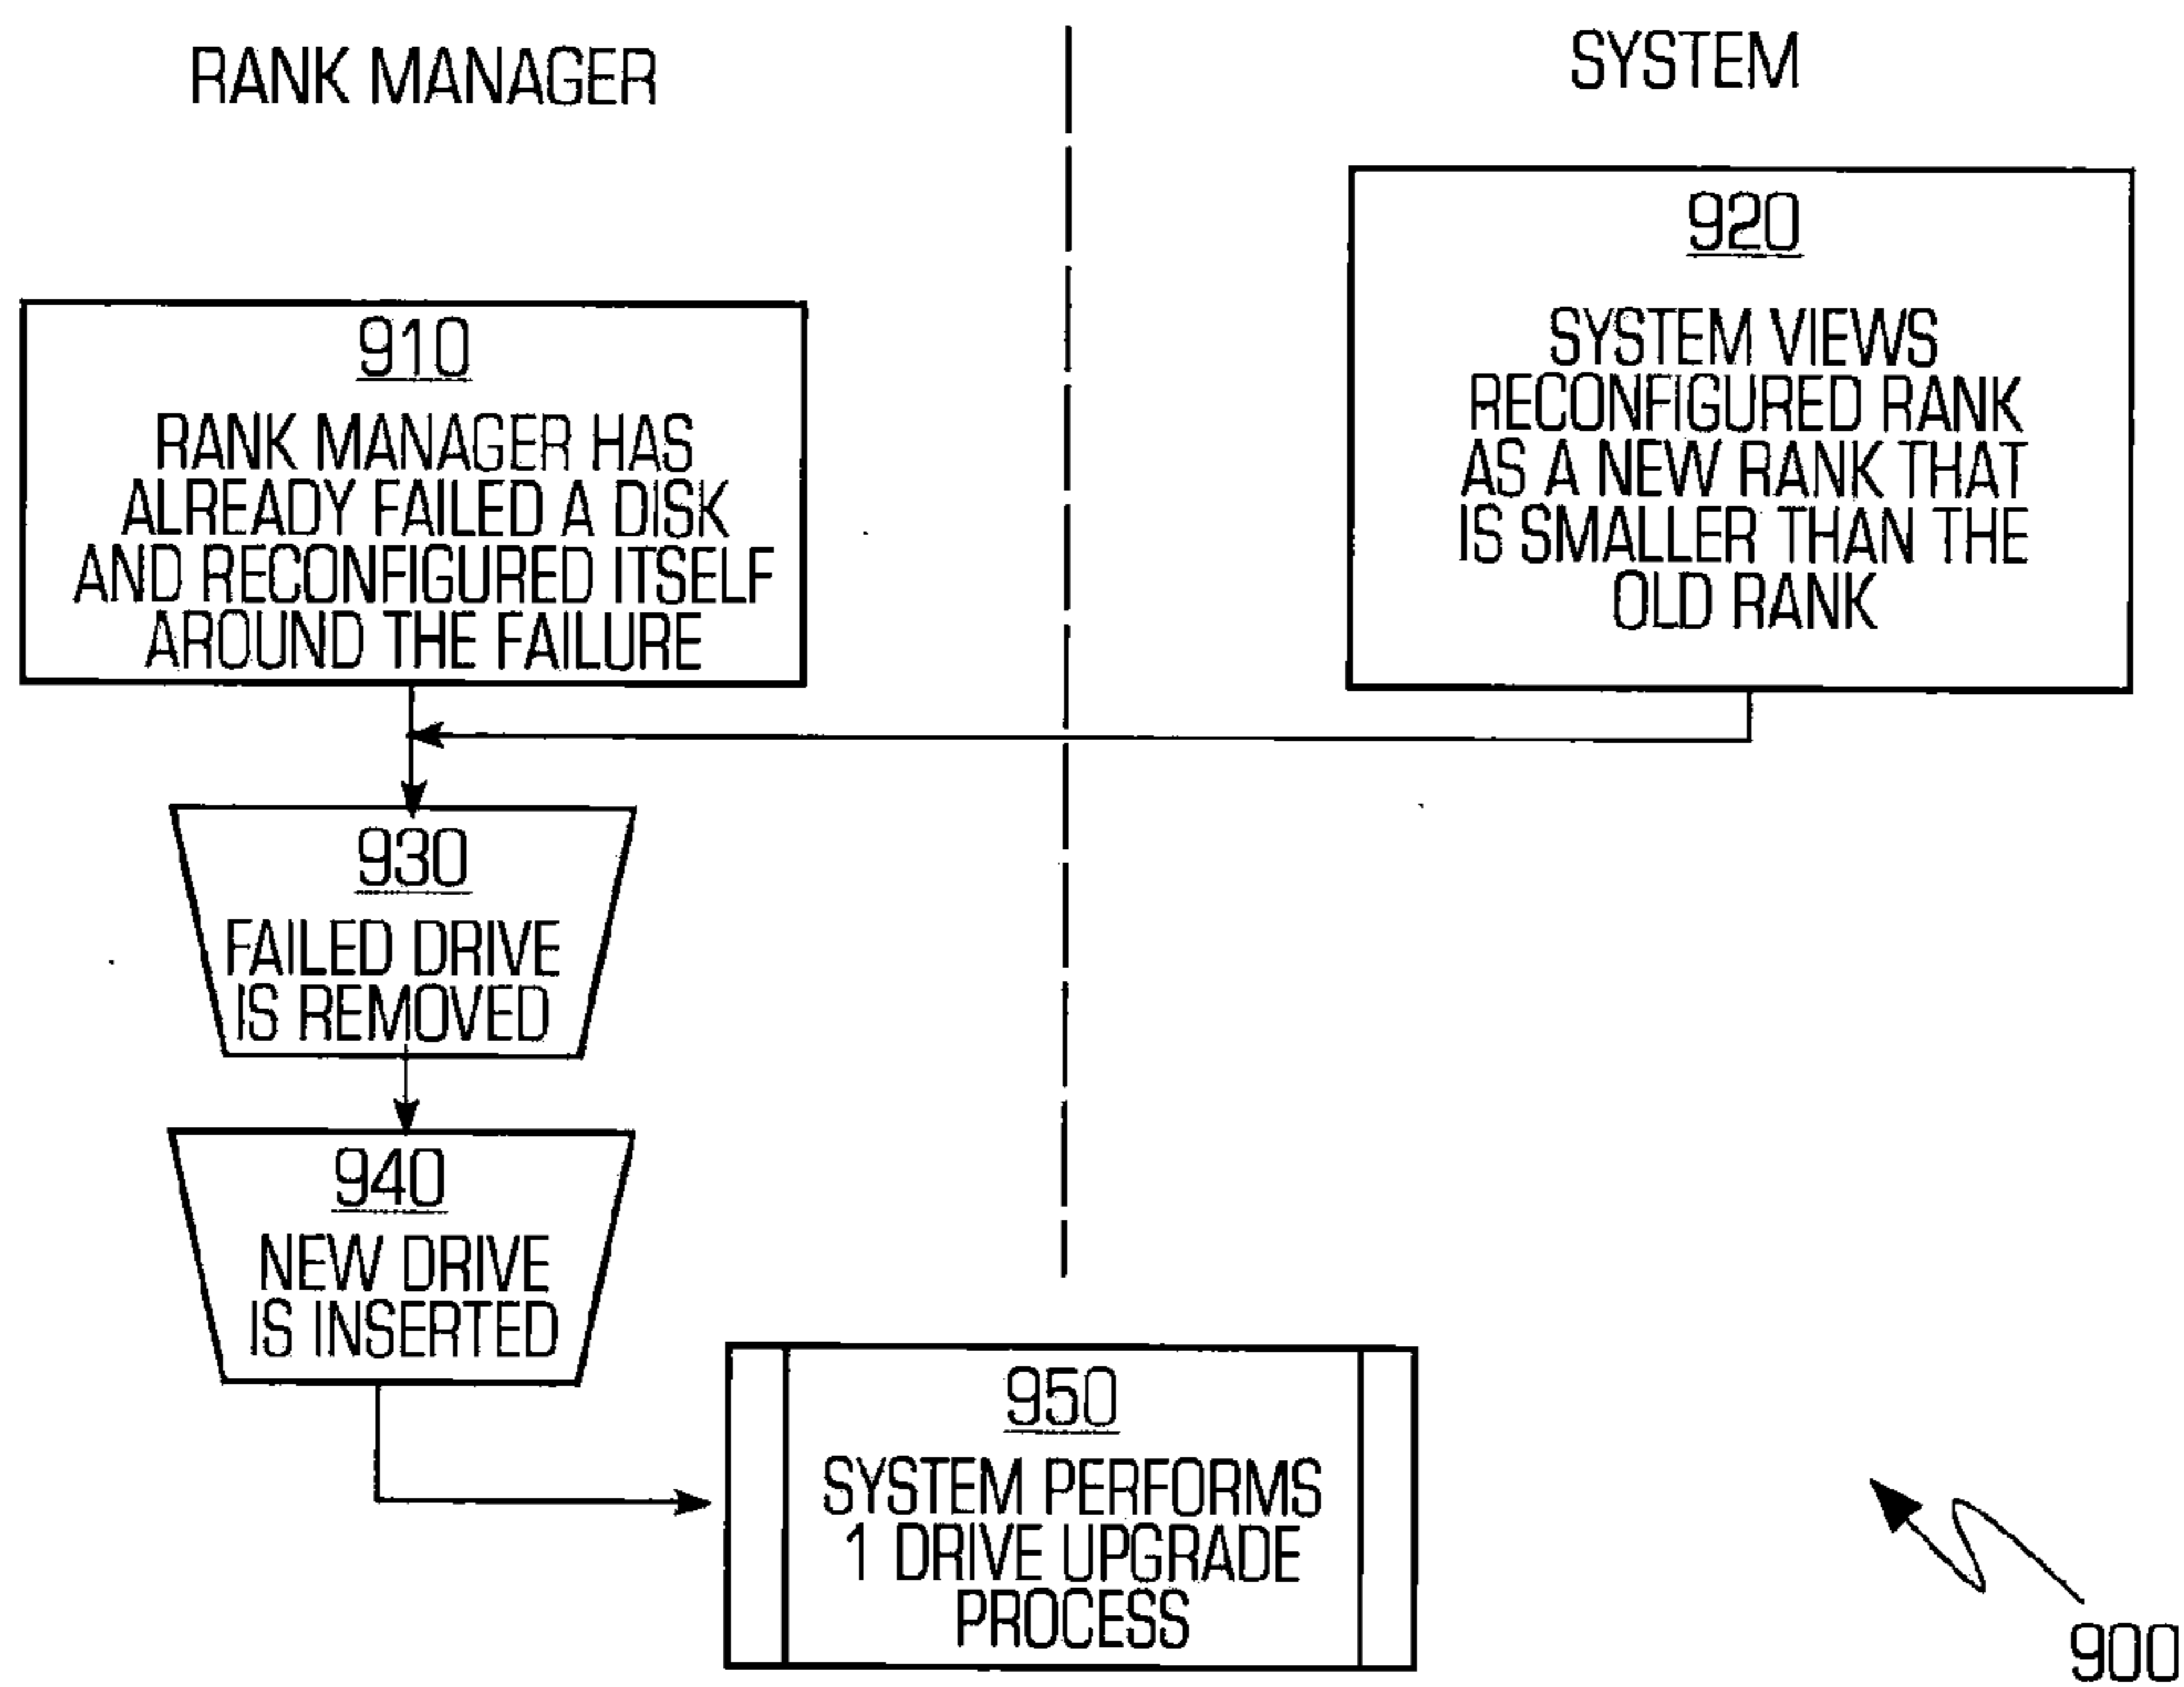 RANK MANAGER
SYSTEM
910
RANK MANAGER HAS
ALREADY FAILED A DISK
AND RECONFIGURED ITSELF
AROUND THE FAILURE
920
SYSTEM VIEWS
RECONFIGURED RANK
AS A NEW RANK THAT
IS SMALLER THAN THE
OLD RANK
930
FAILED DRIVE
IS REMOVED
940
NEW DRIVE
IS INSERTED
950
SYSTEM PERFORMS
1 DRIVE UPGRADE
PROCESS
900